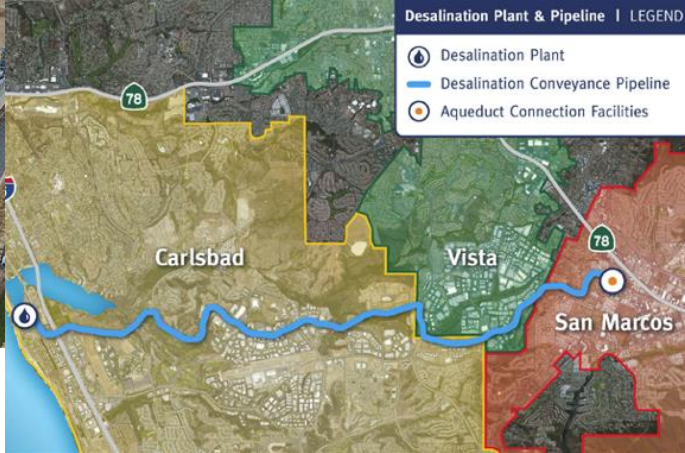 Desalination Plant & Pipeline | LEGEND
Desalination Plant
Desalination Conveyance Pipeline
Aqueduct Connection Facilities
78
78
Carlsbad
Vista
San Marcos